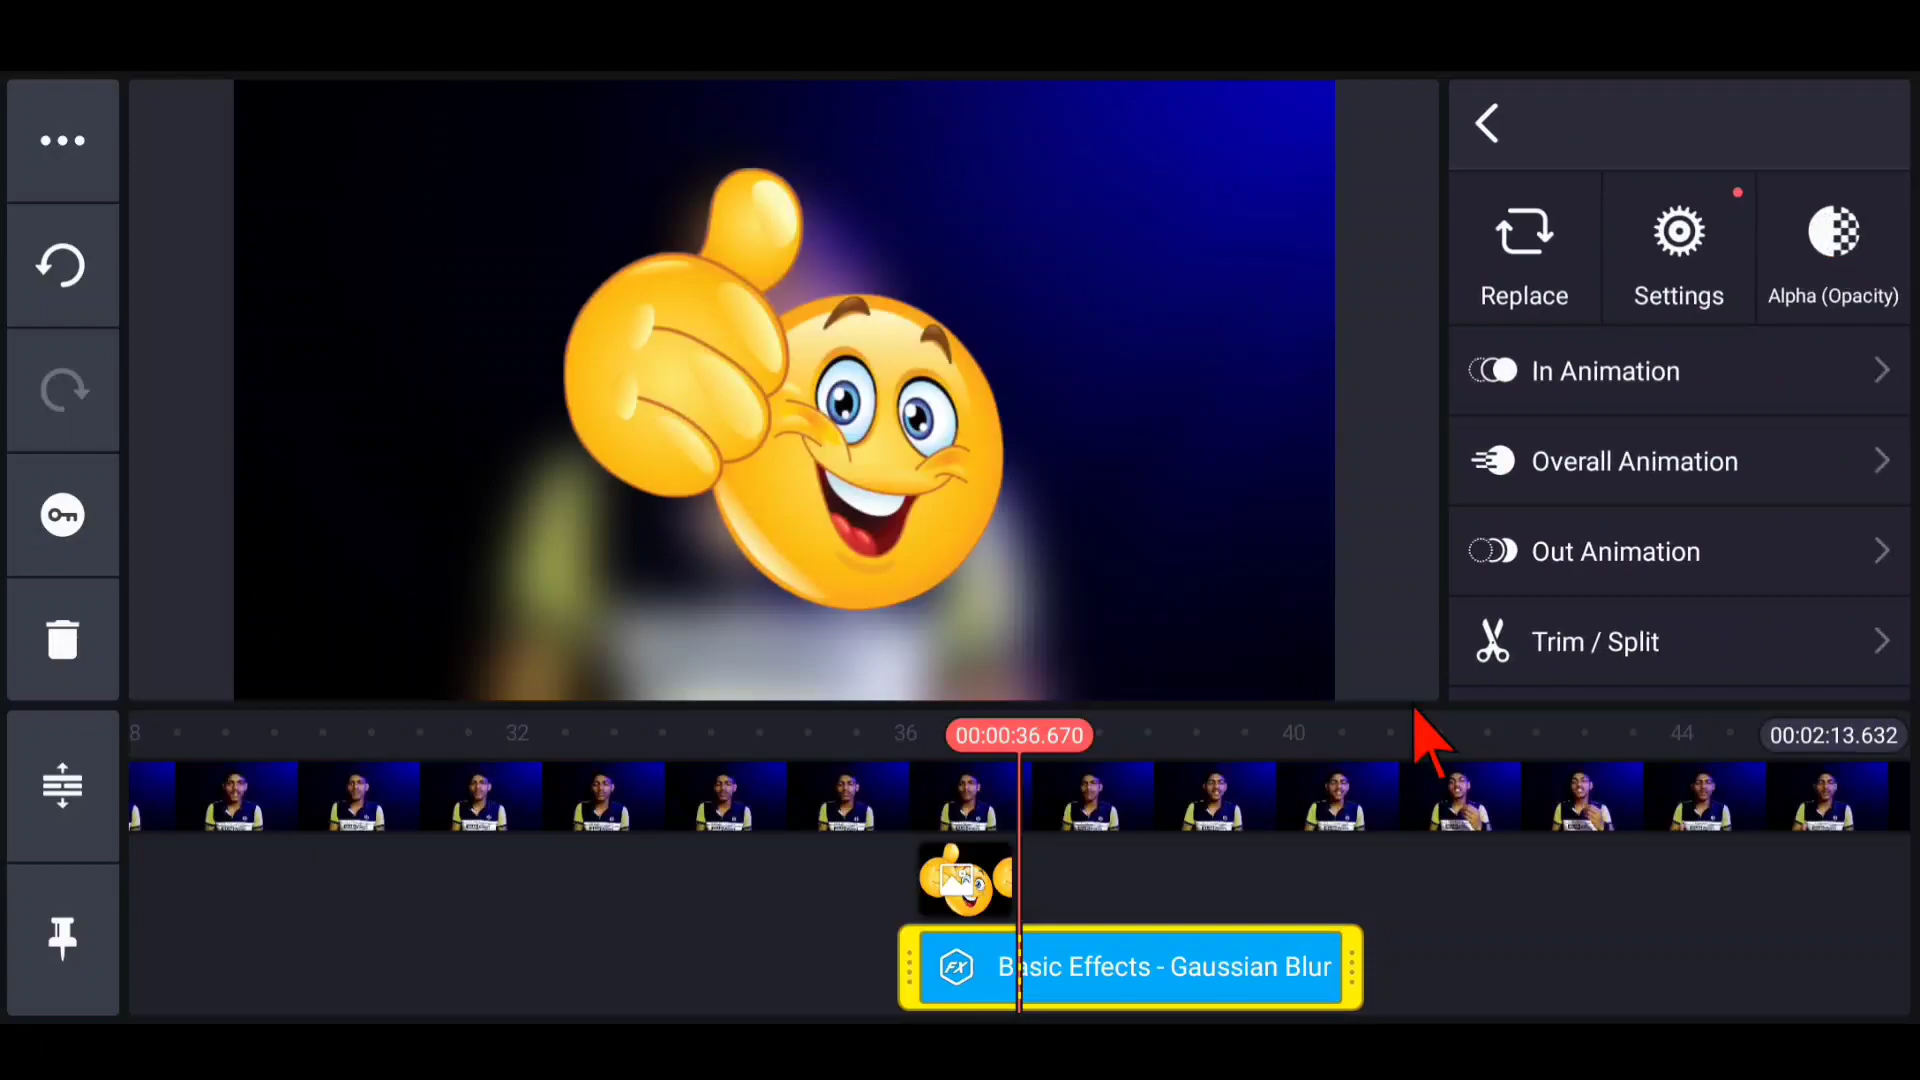 Replace
Settings
Alpha (Opacity)
In Animation
Overall Animation
Out Animation
Trim / Split
8
32
36
00:00:36.670
40
44
00:02:13.632
FX
Basic Effects - Gaussian Blur